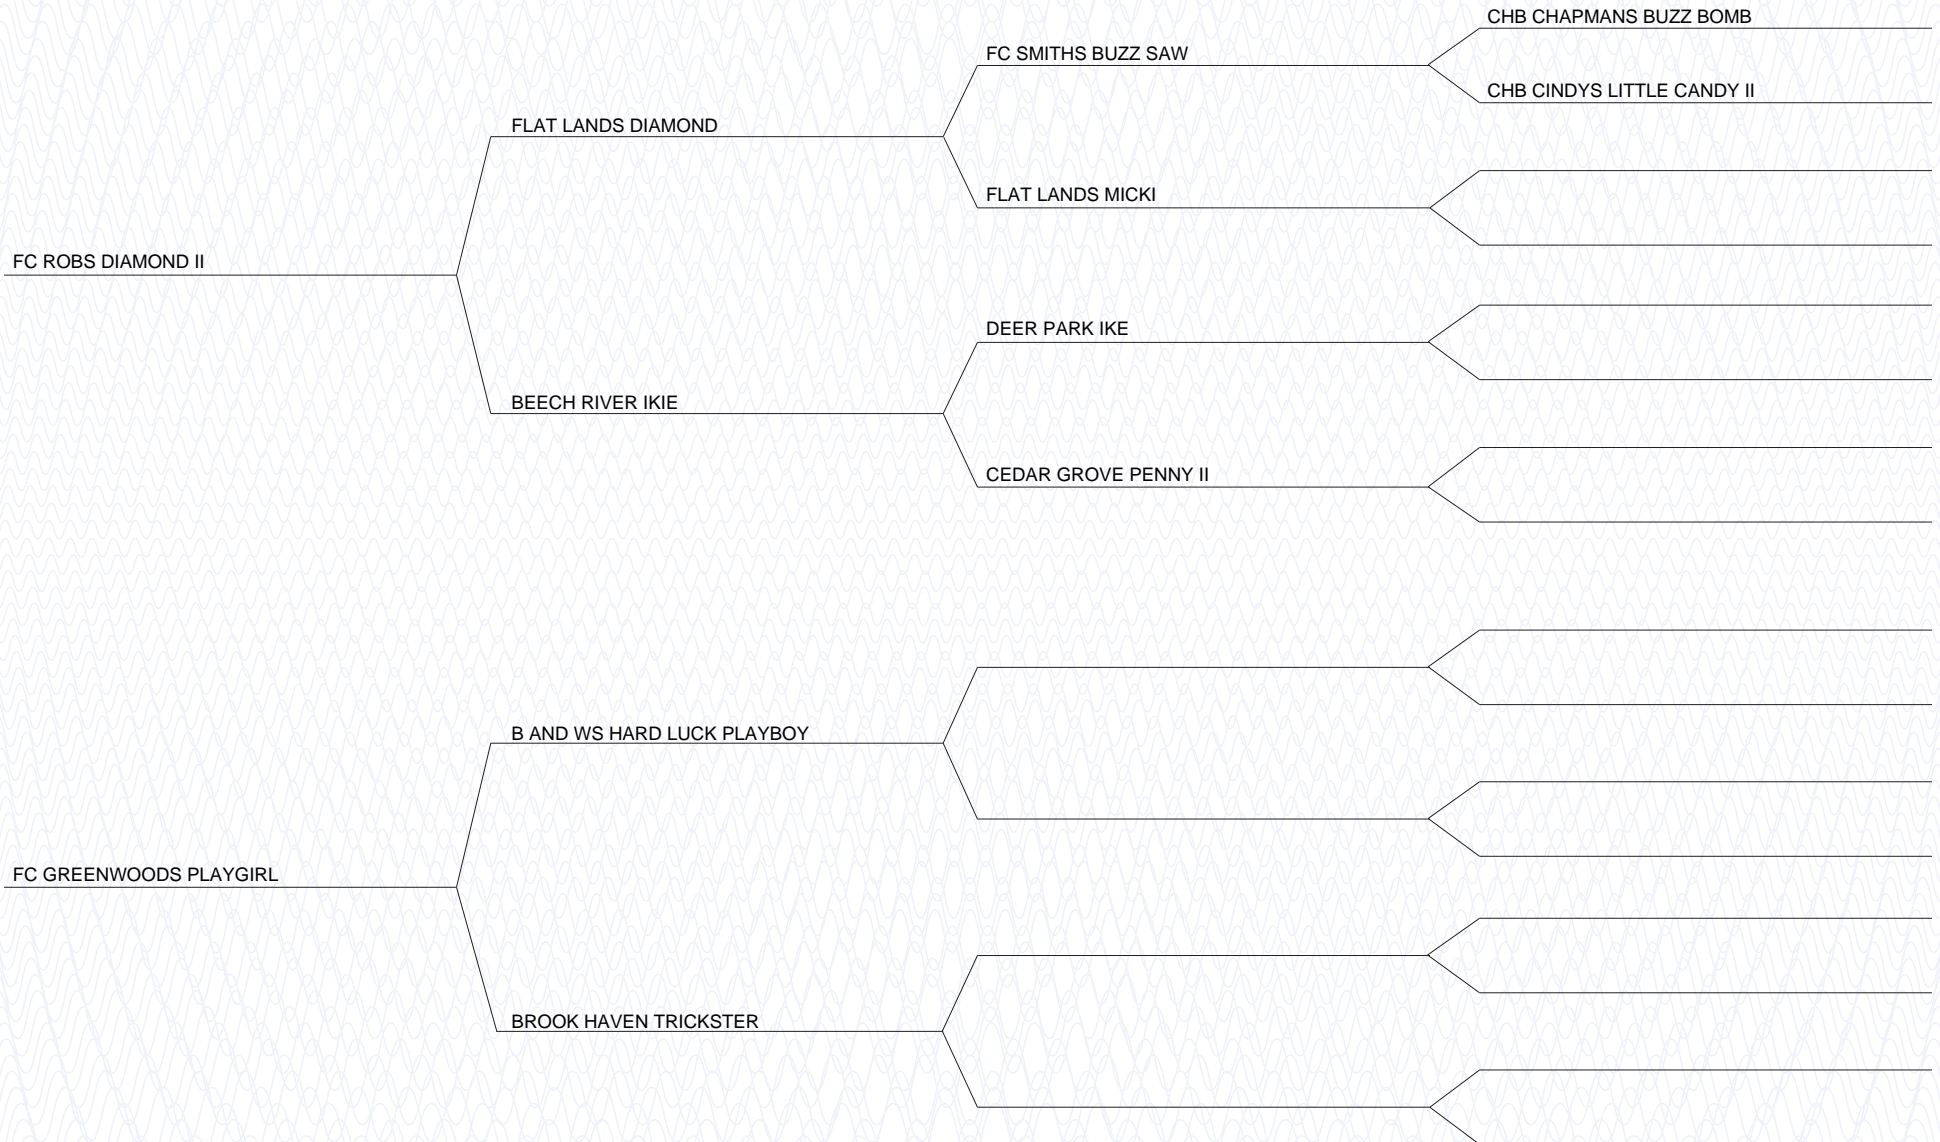 CHB CHAPMANS BUZZ BOMB
FC SMITHS BUZZ SAW
CHB CINDYS LITTLE CANDY II
FLAT LANDS DIAMOND
FLAT LANDS MICKI
FC ROBS DIAMOND II
DEER PARK IKE
BEECH RIVER IKIE
CEDAR GROVE PENNY II
B AND WS HARD LUCK PLAYBOY
FC GREENWOODS PLAYGIRL
BROOK HAVEN TRICKSTER